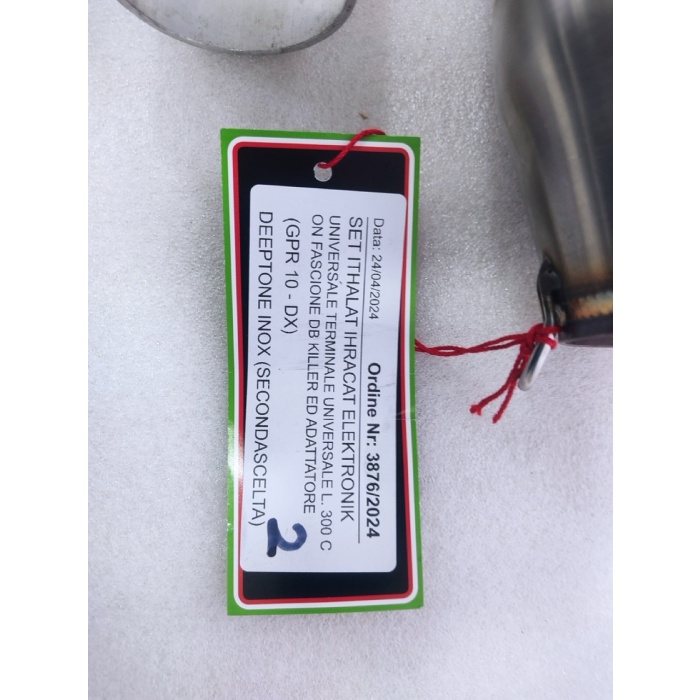 Data: 24/04/2024 Ordine Nr: 3876/2024
SET ITHALAT IHRACAT ELEKTRONIK
UNIVERSALE TERMINALE UNIVERSALE L. 300 C
ON FASCIONE DB KILLER ED ADATTATORE
(GPR 10 - DX)
DEEPTONE INOX (SECONDASCELTA)
2